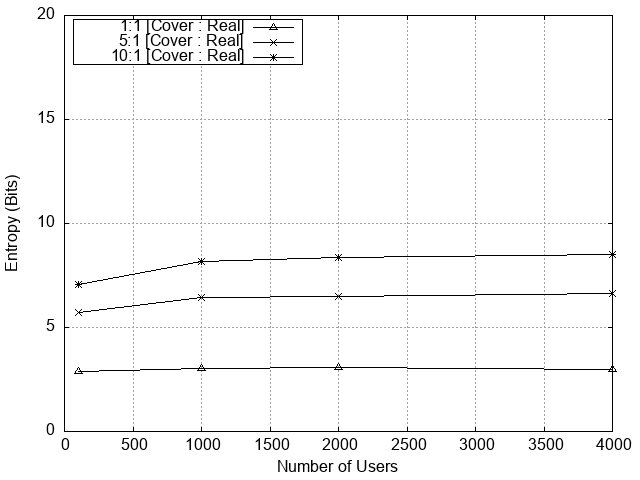 20
15
10
5
0
Entropy (Bits)
1:1 [Cover : Real]
5:1 [Cover : Real]
10:1 [Cover : Real]
0 500 1000 1500 2000 2500 3000 3500 4000
Number of Users